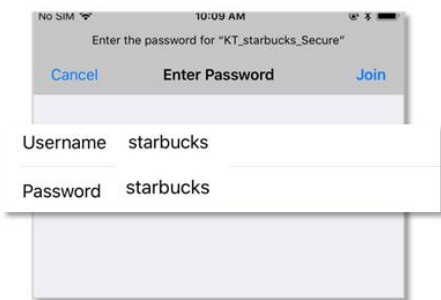 No SIM 10:09 AM
Enter the password for “KT_starbucks_Secure”
Cancel Enter Password Join
Username starbucks
Password starbucks